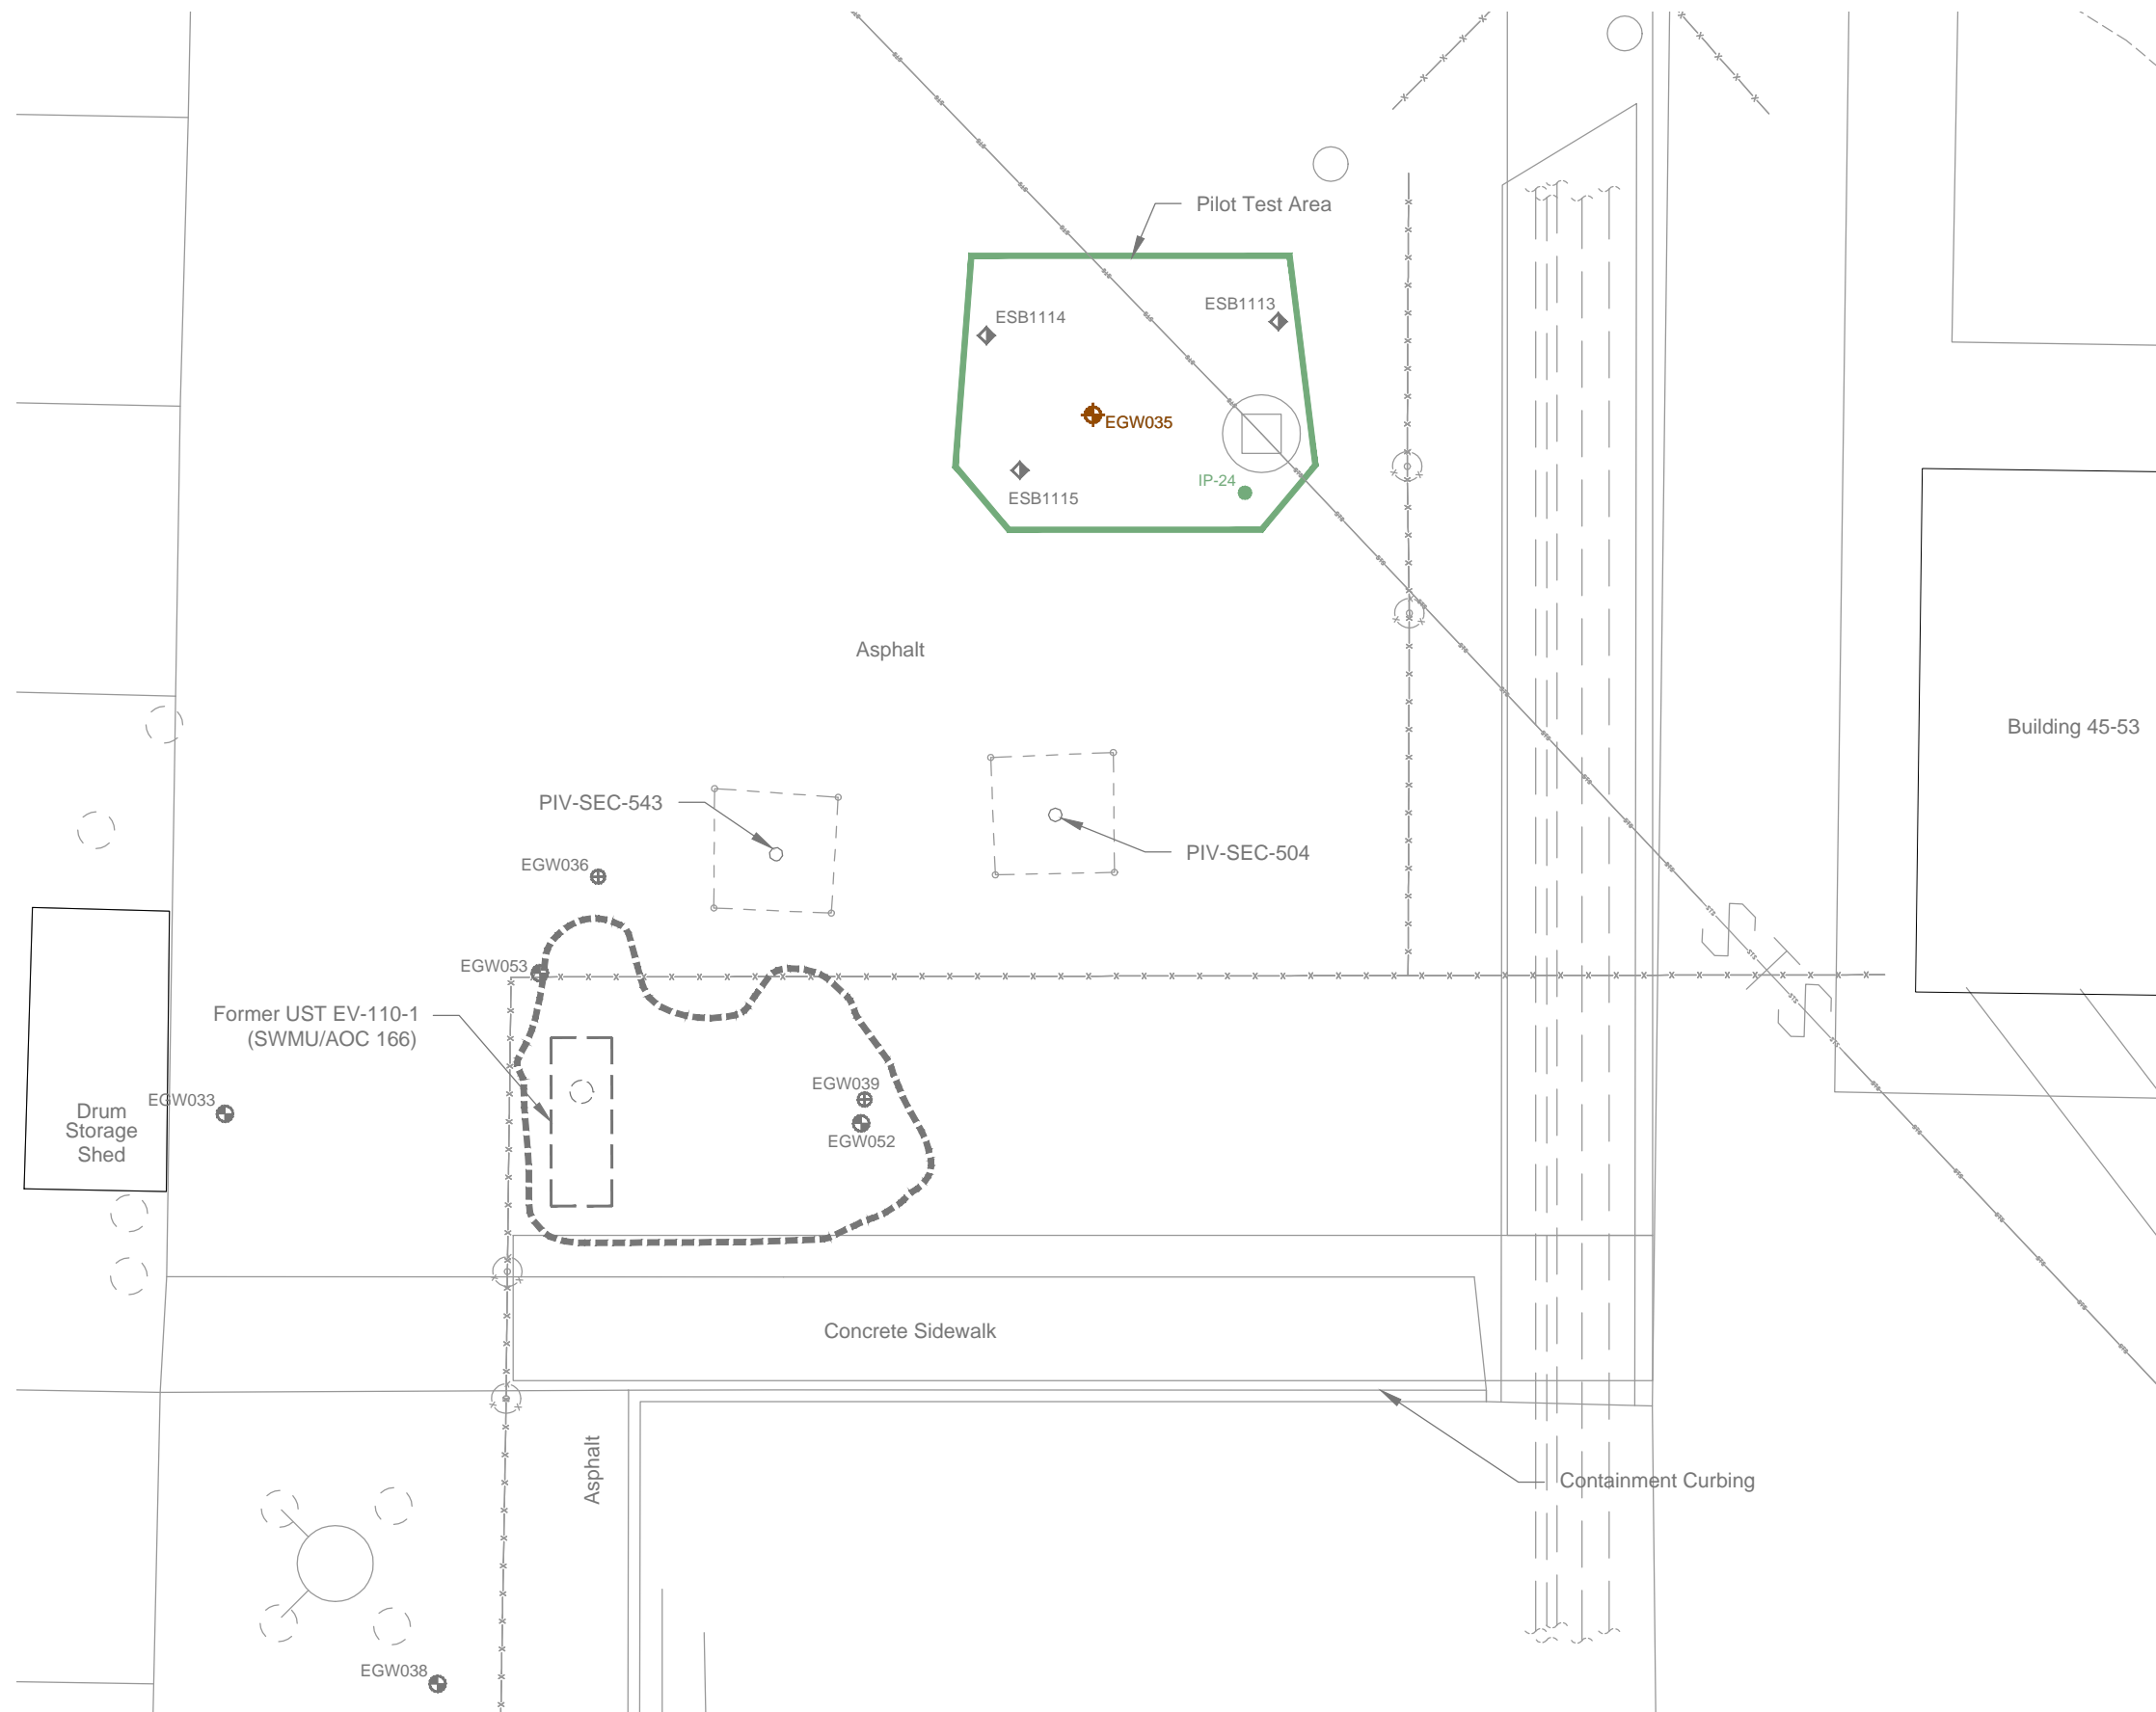 Pilot Test Area
ESB1114
ESB1113
EGW035
IP-24
ESB1115
Asphalt
Building 45-53
PIV-SEC-543
PIV-SEC-504
EGW036
EGW053
Former UST EV-110-1
(SWMU/AOC 166)
STS
EGW039
EGW052
EGW033
Drum
Storage
Shed
Concrete Sidewalk
Asphalt
Containment Curbing
EGW038